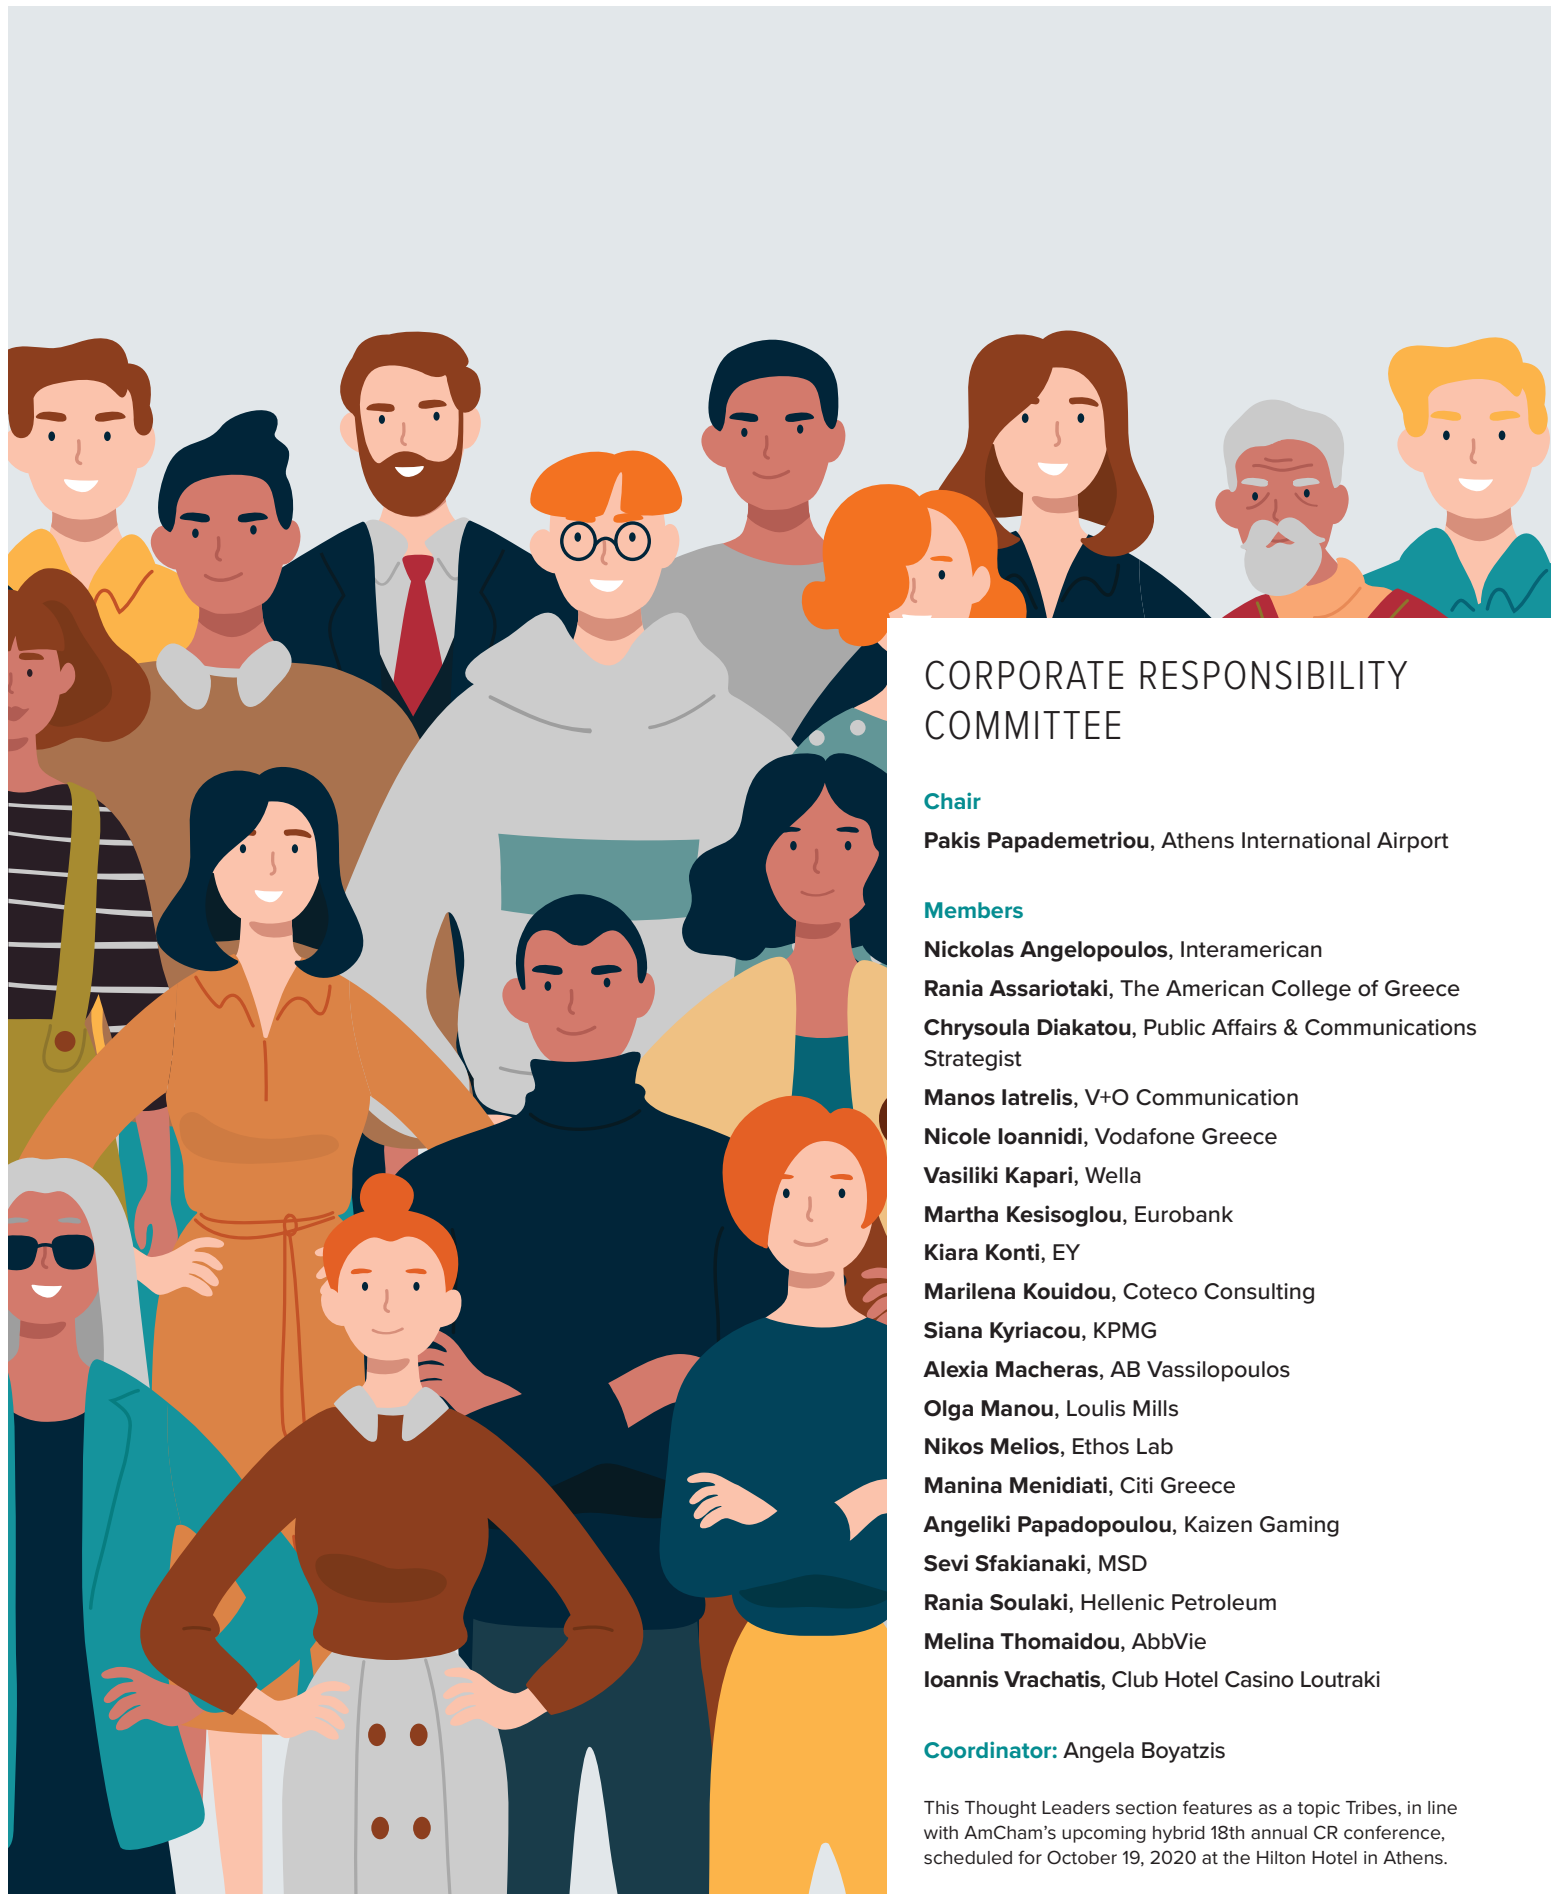 CORPORATE RESPONSIBILITY
COMMITTEE
Chair
Pakis Papademetriou, Athens International Airport
Members
Nickolas Angelopoulos, Interamerican
Rania Assariotaki, The American College of Greece
Chrysoula Diakatou, Public Affairs & Communications
Strategist
Manos Iatrelis, V+O Communication
Nicole Ioannidi, Vodafone Greece
Vasiliki Kapari, Wella
Martha Kesisoglou, Eurobank
Kiara Konti, EY
Marilena Kouidou, Coteco Consulting
Siana Kyriacou, KPMG
Alexia Macheras, AB Vassilopoulos
Olga Manou, Loulis Mills
Nikos Melios, Ethos Lab
Manina Menidiati, Citi Greece
Angeliki Papadopoulou, Kaizen Gaming
Sevi Sfakianaki, MSD
Rania Soulaki, Hellenic Petroleum
Melina Thomaidou, AbbVie
Ioannis Vrachatis, Club Hotel Casino Loutraki
Coordinator: Angela Boyatzis
This Thought Leaders section features as a topic Tribes, in line
with AmCham’s upcoming hybrid 18th annual CR conference,
scheduled for October 19, 2020 at the Hilton Hotel in Athens.